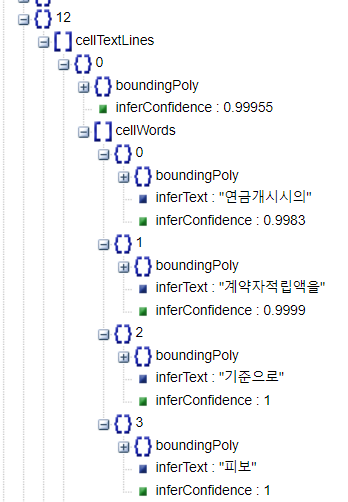 12
cellTextLines
0
boundingPoly
inferConfidence : 0.99955
cellWords
0
boundingPoly
inferText : "연금개시시의"
inferConfidence : 0.9983
1
boundingPoly
inferText : "계약자적립액을"
inferConfidence : 0.9999
2
boundingPoly
inferText : "기준으로"
inferConfidence : 1
3
boundingPoly
inferText : "피보"
inferConfidence : 1